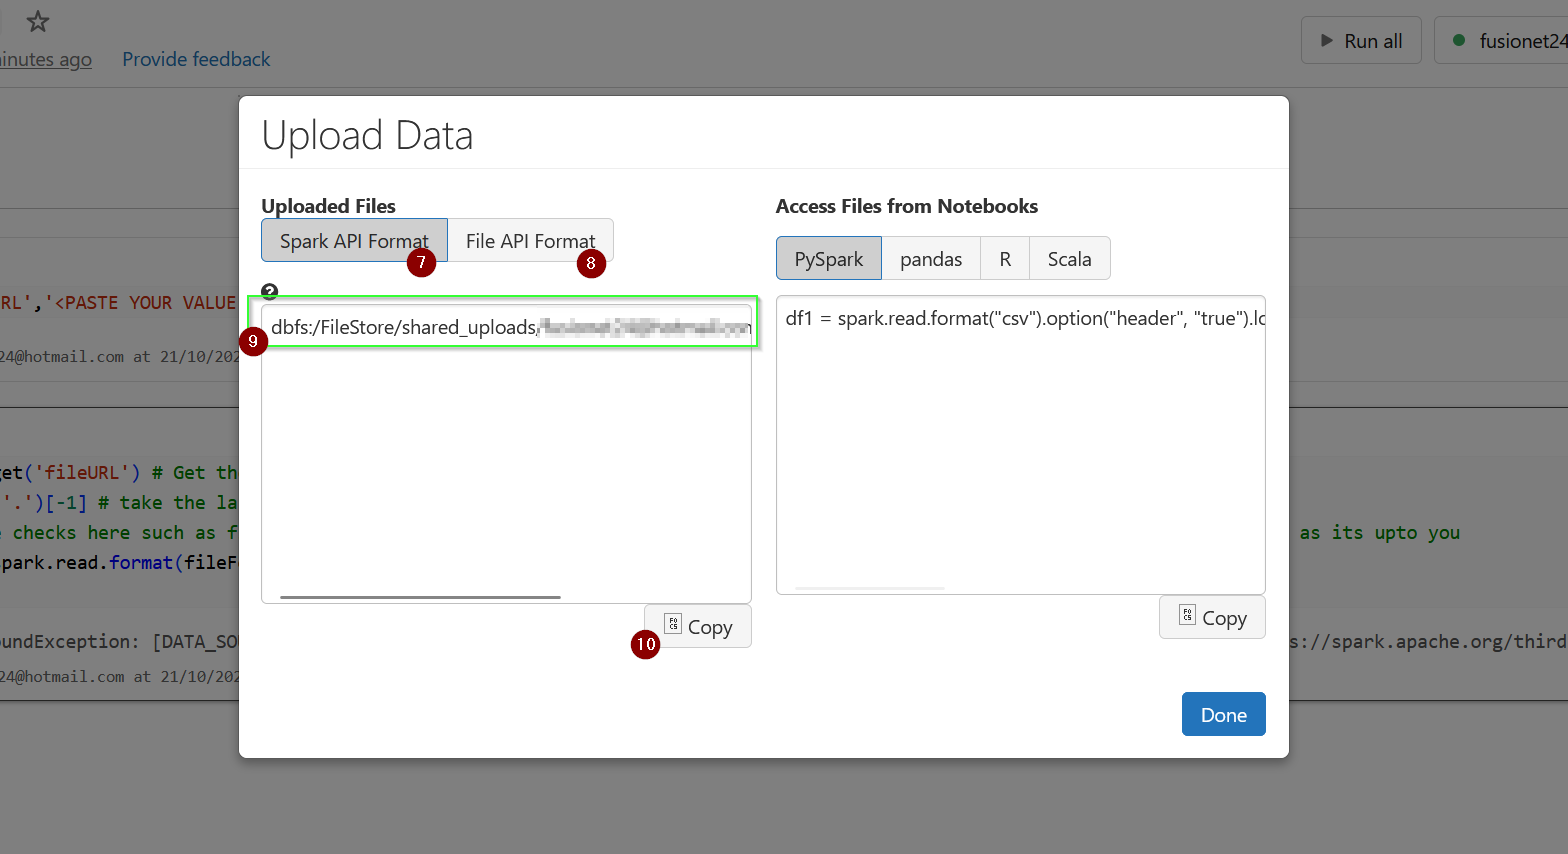 inutes ago
Provide feedback
Run all
fusionet24
Upload Data
Uploaded Files
Spark API Format
File API Format
7
8
dbfs:/FileStore/shared_uploads/
9
Copy
10
Access Files from Notebooks
PySpark
pandas
R
Scala
df1 = spark.read.format("csv").option("header", "true").lo
Copy
Done
RL','<PASTE YOUR VALUE
24@hotmail.com at 21/10/202
get('fileURL') # Get th
'.')[-1] # take the la
e checks here such as f
as its upto you
spark.read.format(fileF
oundException: [DATA_SOU
s://spark.apache.org/third
24@hotmail.com at 21/10/202